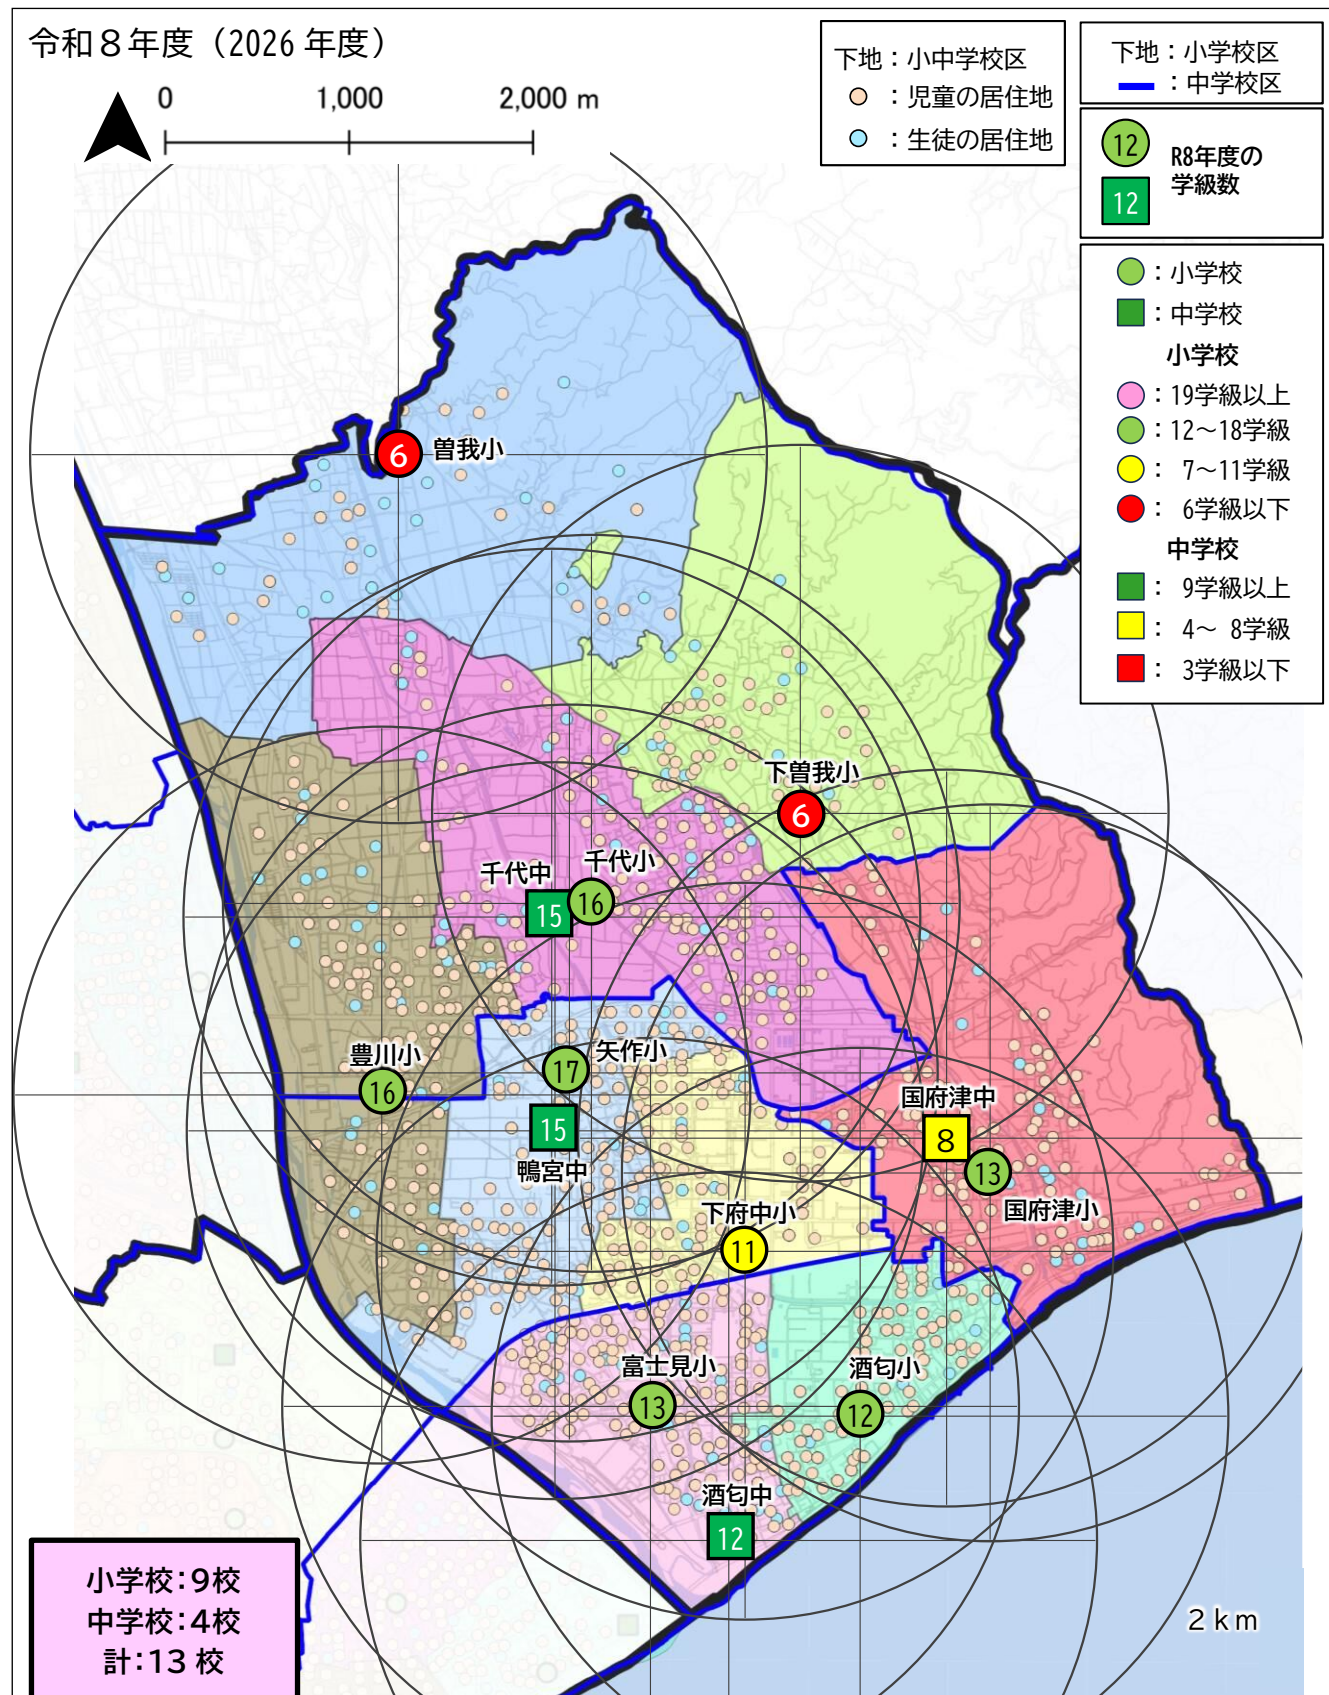 令和８年度（2026 年度）
0 1,000 2,000 m
下地：小中学校区
：児童の居住地
：生徒の居住地
下地：小学校区
：中学校区
12
12
R8年度の
学級数
：小学校
：中学校
小学校
：19学級以上
：12～18学級
： 7～11学級
： 6学級以下
中学校
： 9学級以上
： 4～ 8学級
： 3学級以下
6 曽我小
下曽我小
6
千代中 千代小
15 16
豊川小
16
矢作小
17
15
鴨宮中
国府津中
8
13
国府津小
下府中小
11
富士見小
13
酒匂小
12
酒匂中
12
小学校：9校
中学校：4校
計：13 校
２ｋｍ